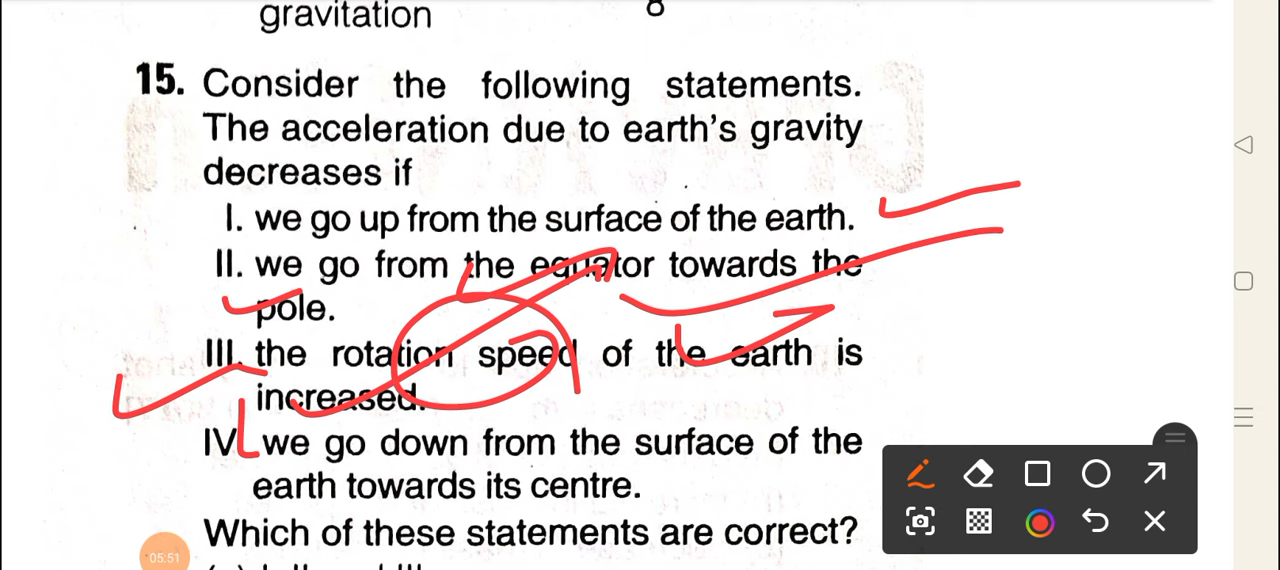 gravitation
8
15. Consider the following statements.
The acceleration due to earth's gravity
decreases if
I. we go up from the surface of the earth.
II. we go from the equator towards the
pole.
III. the rotation speed of the earth is
increased.
IV. we go down from the surface of the
earth towards its centre.
Which of these statements are correct?
05:51